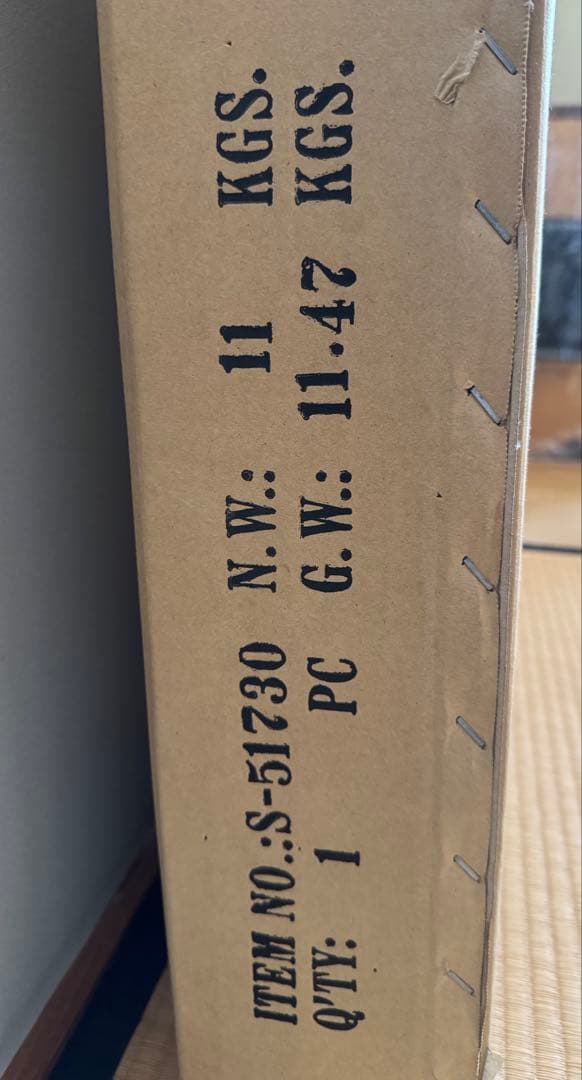 ITEM NO.:S-51730 N.W.: 11 KGS.
Q'TY: 1 PC G.W.: 11.47 KGS.